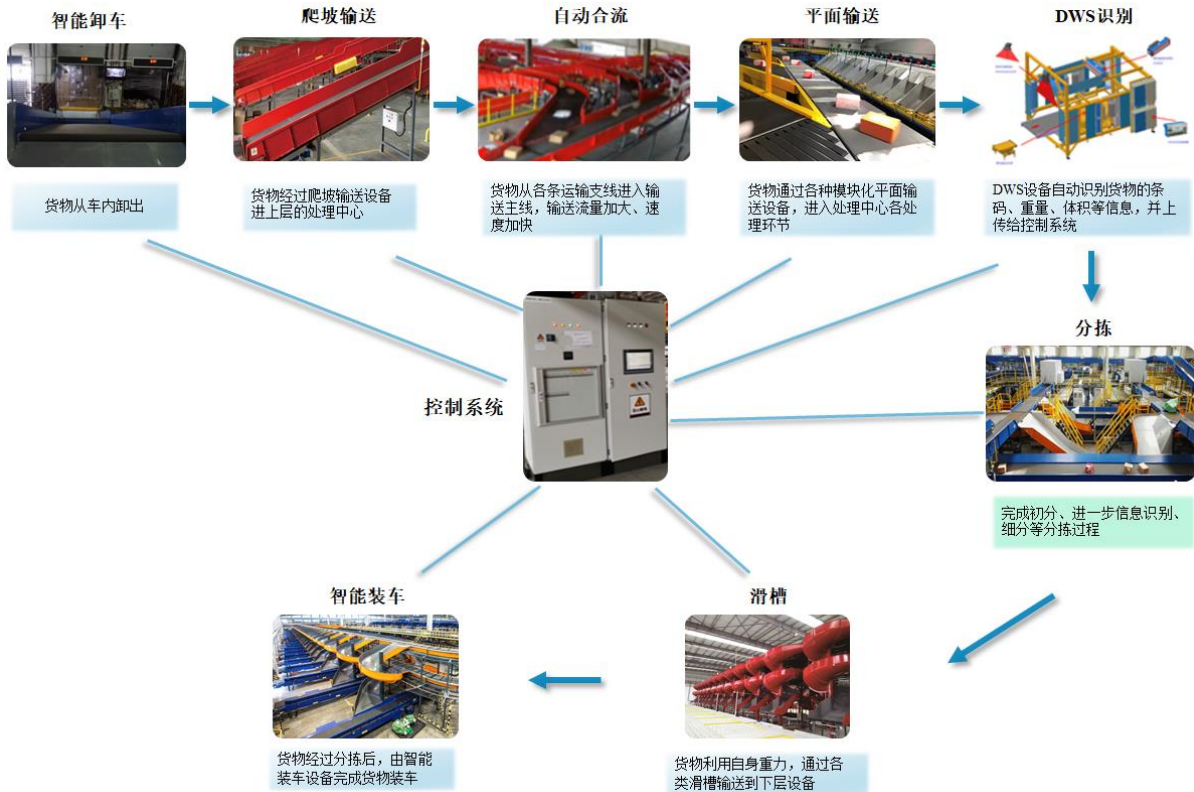 智能卸车
爬坡输送
自动合流
平面输送
DWS识别
货物从车内卸出
货物经过爬坡输送设备
进上层的处理中心
货物从各条运输支线进入输
送主线，输送流量加大、速
度加快
货物通过各种模块化平面输
送设备，进入处理中心各处
理环节
DWS设备自动识别货物的条
码、重量、体积等信息，并上
传给控制系统
分拣
控制系统
完成初分、进一步信息识别、
细分等分拣过程
智能装车
滑槽
货物经过分拣后，由智能
装车设备完成货物装车
货物利用自身重力，通过各
类滑槽输送到下层设备